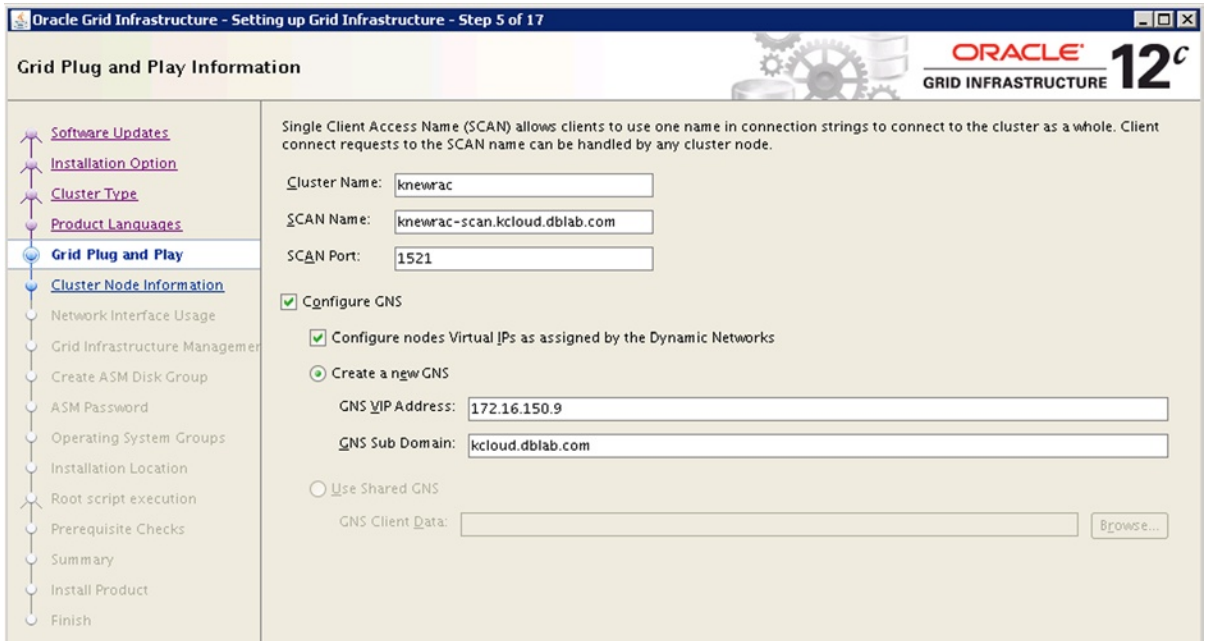 Oracle Grid Infrastructure - Setting up Grid Infrastructure - Step 5 of 17
Grid Plug and Play Information
ORACLE
GRID INFRASTRUCTURE
12c
Software Updates
Installation Option
Cluster Type
Product Languages
Grid Plug and Play
Cluster Node Information
Network Interface Usage
Grid Infrastructure Managemer
Create ASM Disk Group
ASM Password
Operating System Groups
Installation Location
Root script execution
Prerequisite Checks
Summary
Install Product
Finish
Single Client Access Name (SCAN) allows clients to use one name in connection strings to connect to the cluster as a whole. Client
connect requests to the SCAN name can be handled by any cluster node.
Cluster Name: knewrac
SCAN Name: knewrac-scan.kcloud.dblab.com
SCAN Port: 1521
Configure GNS
Configure nodes Virtual IPs as assigned by the Dynamic Networks
Create a new GNS
GNS VIP Address: 172.16.150.9
GNS Sub Domain: kcloud.dblab.com
Use Shared GNS
GNS Client Data:
Browse...